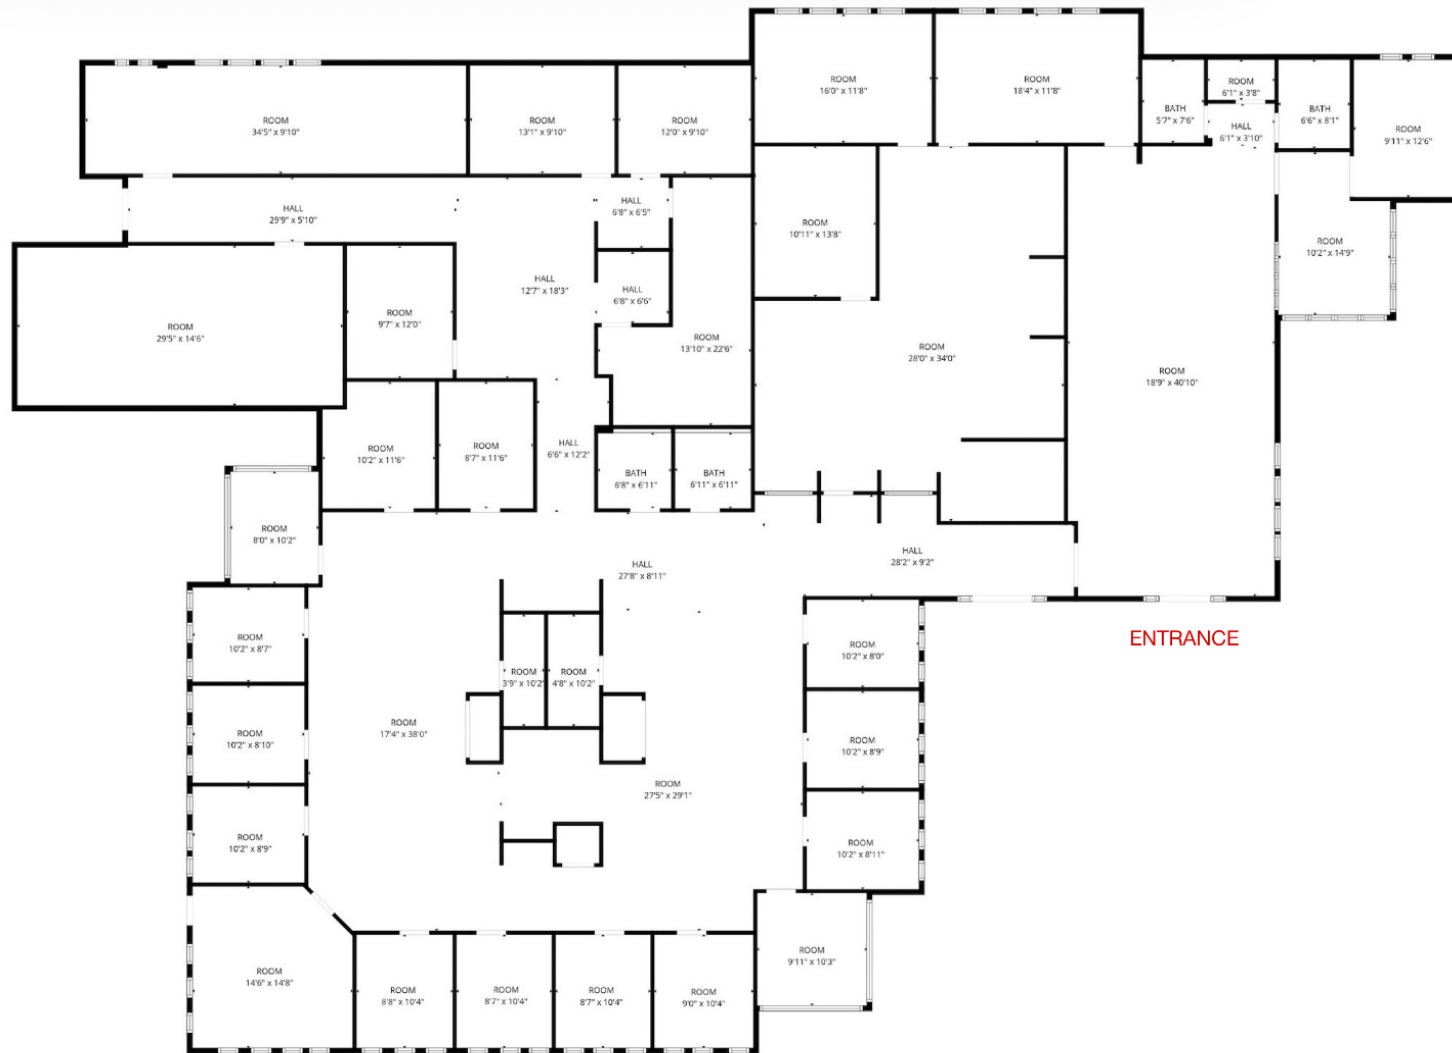 ROOM
16'0" x 11'8"
ROOM
18'4" x 11'8"
ROOM
6'1" x 3'8"
BATH
5'7" x 7'6"
HALL
6'1" x 3'10"
BATH
6'6" x 8'1"
ROOM
9'11" x 12'6"
ROOM
34'5" x 9'10"
ROOM
13'1" x 9'10"
ROOM
12'0" x 9'10"
HALL
29'9" x 5'10"
HALL
6'8" x 6'5"
ROOM
10'11" x 13'8"
ROOM
10'2" x 14'9"
HALL
12'7" x 18'3"
HALL
6'8" x 6'6"
ROOM
9'7" x 12'0"
ROOM
29'5" x 14'6"
ROOM
13'10" x 22'6"
ROOM
28'0" x 34'0"
ROOM
18'9" x 40'10"
ROOM
10'2" x 11'6"
ROOM
8'7" x 11'6"
HALL
6'6" x 12'2"
BATH
6'8" x 6'11"
BATH
6'11" x 6'11"
ROOM
8'0" x 10'2"
HALL
27'8" x 8'11"
HALL
28'2" x 9'2"
ENTRANCE
ROOM
10'2" x 8'7"
ROOM
10'2" x 8'0"
ROOM
3'9" x 10'2"
ROOM
4'8" x 10'2"
ROOM
17'4" x 38'0"
ROOM
10'2" x 8'10"
ROOM
10'2" x 8'9"
ROOM
27'5" x 29'1"
ROOM
10'2" x 8'9"
ROOM
10'2" x 8'11"
ROOM
9'11" x 10'3"
ROOM
14'6" x 14'8"
ROOM
8'8" x 10'4"
ROOM
8'7" x 10'4"
ROOM
8'7" x 10'4"
ROOM
9'0" x 10'4"